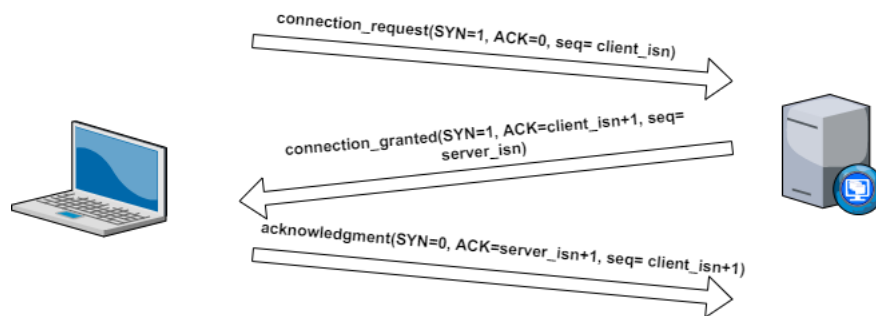 connection_request(SYN=1, ACK=0, seq= client_isn)
connection_granted(SYN=1, ACK=client_isn+1, seq=
server_isn)
acknowledgment(SYN=0, ACK=server_isn+1, seq= client_isn+1)